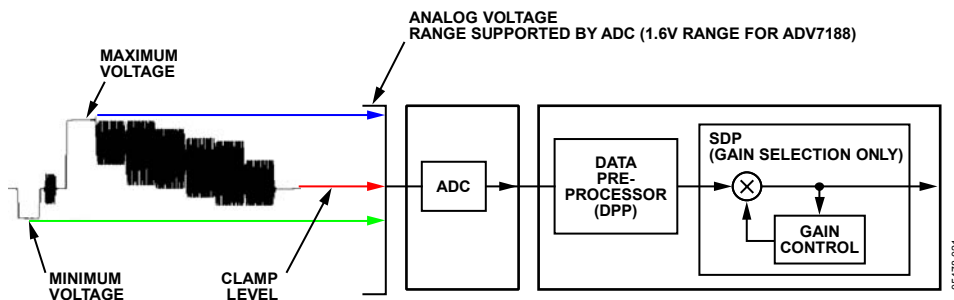 ANALOG VOLTAGE
RANGE SUPPORTED BY ADC (1.6V RANGE FOR ADV7188)
MAXIMUM
VOLTAGE
SDP
(GAIN SELECTION ONLY)
DATA
PRE-
PROCESSOR
(DPP)
ADC
GAIN
CONTROL
MINIMUM
VOLTAGE
CLAMP
LEVEL